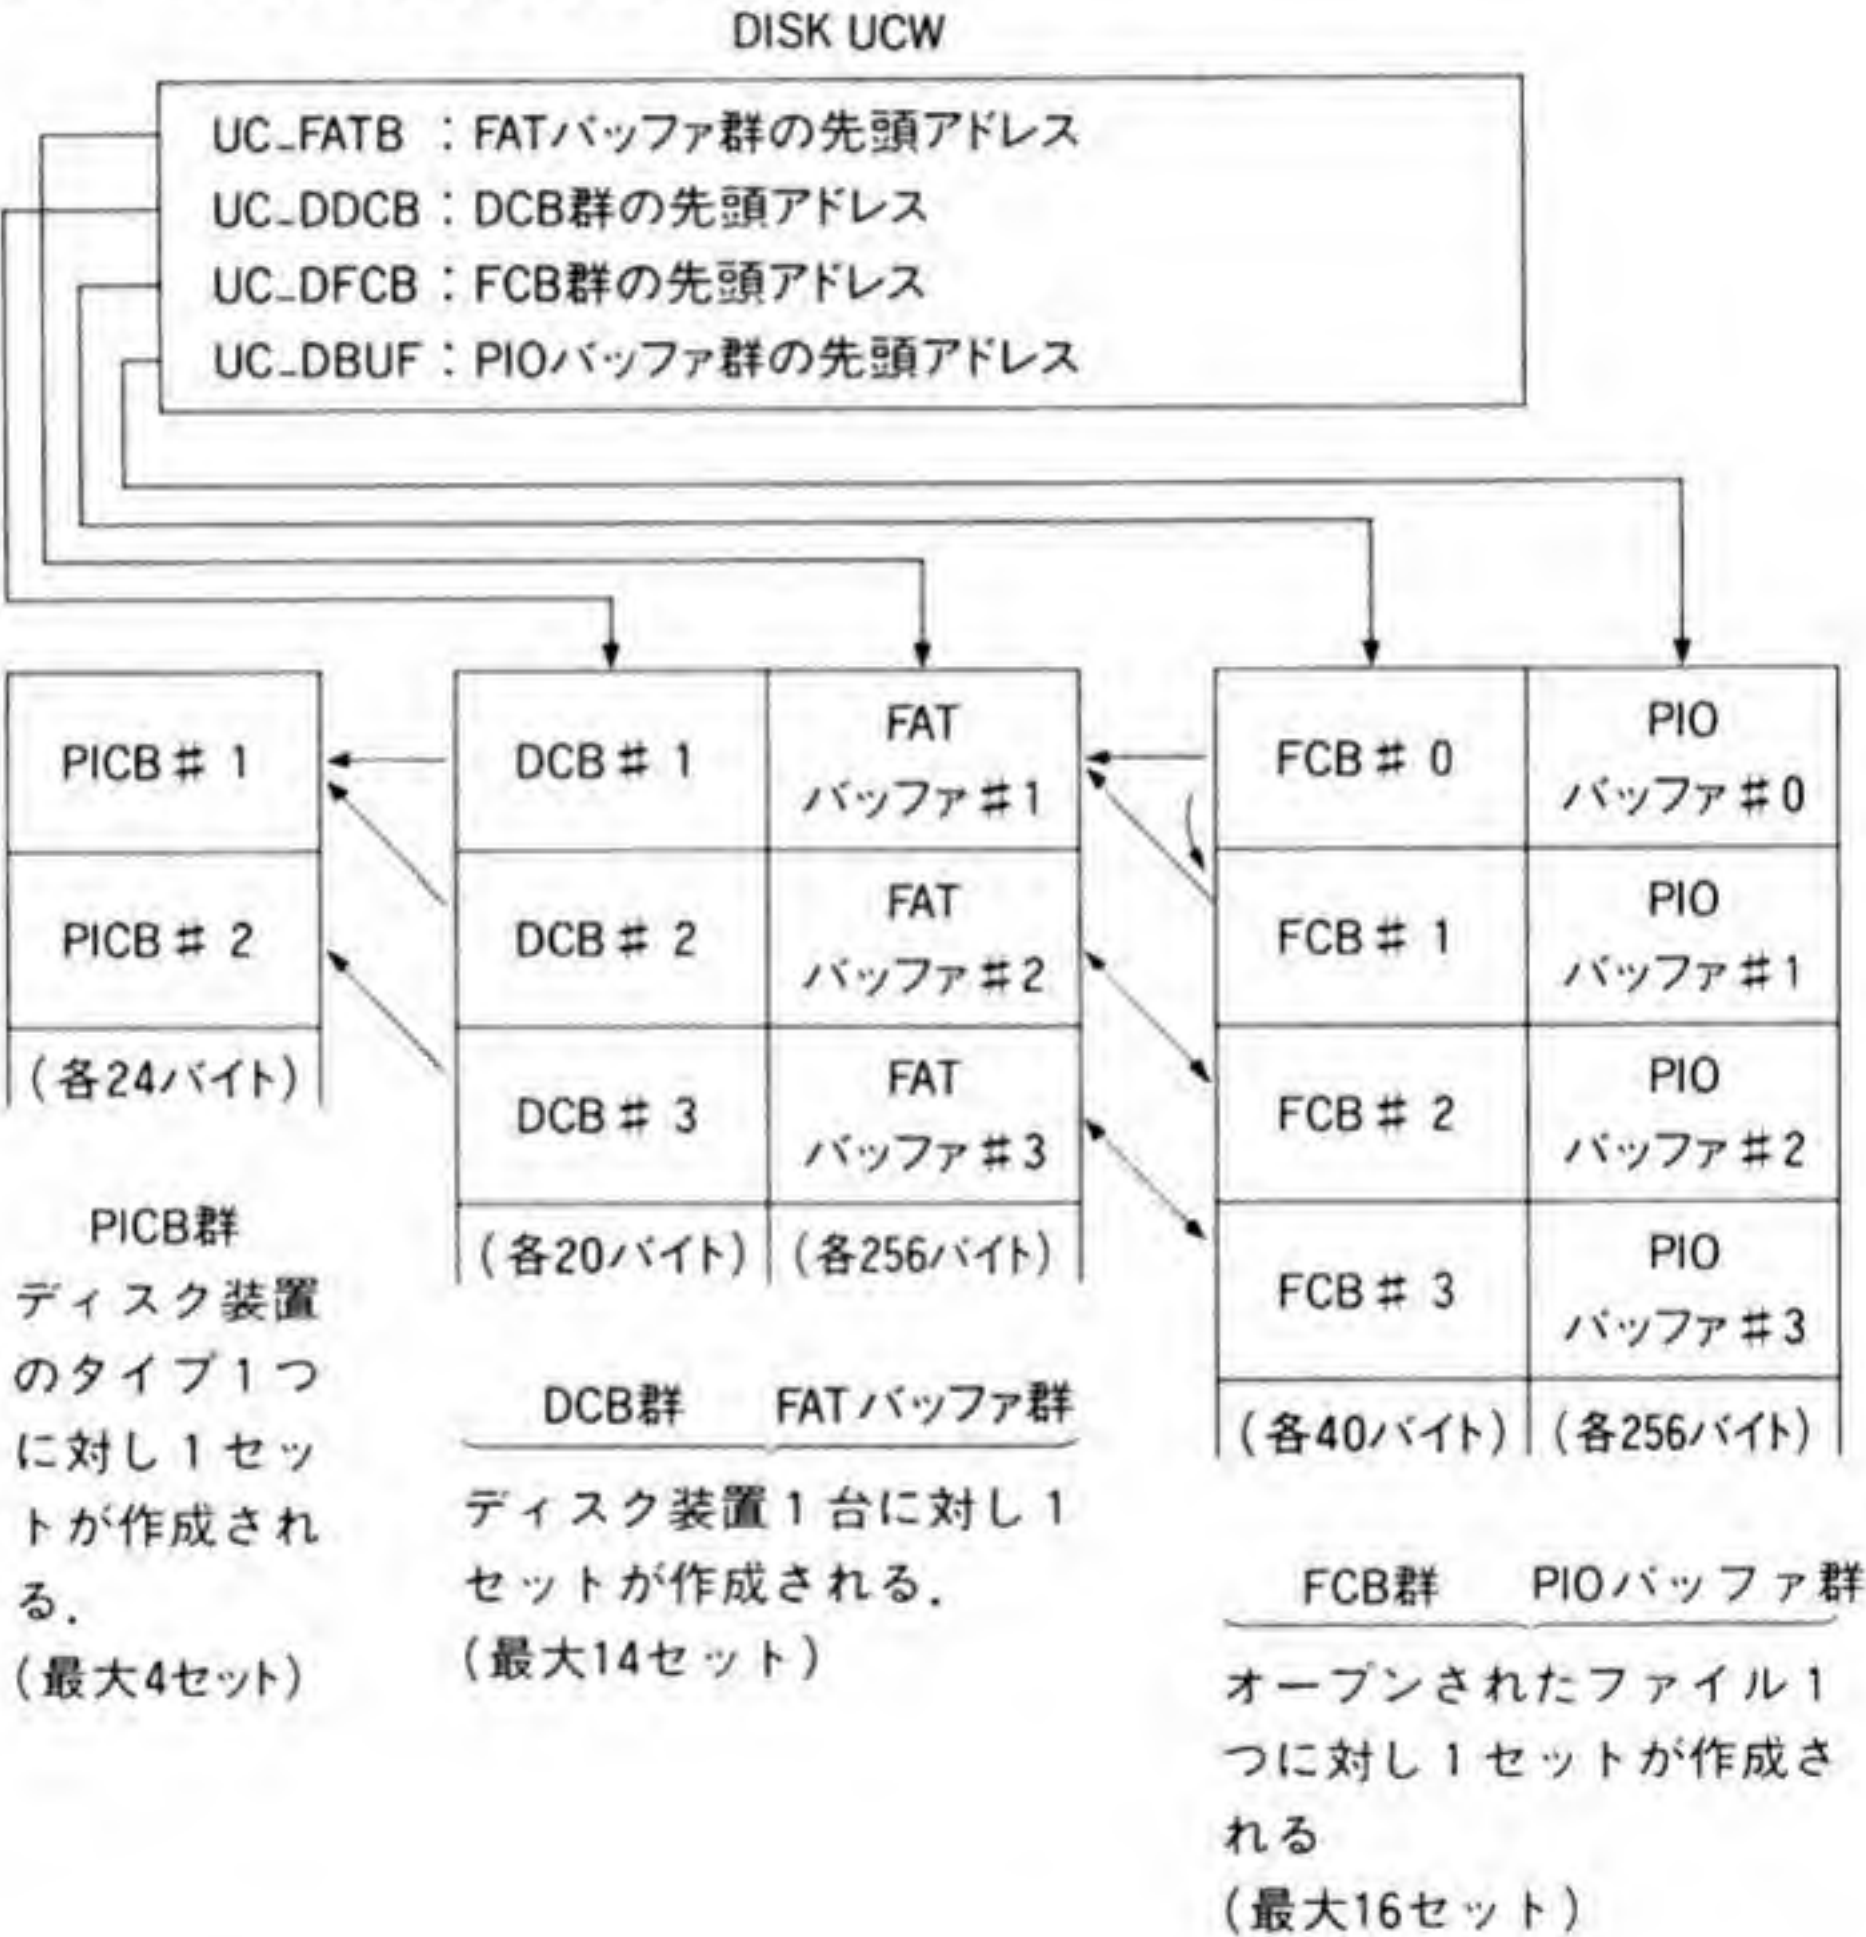 DISK UCW
UC_FATB：FATバッファ群の先頭アドレス
UC_DDCB：DCB群の先頭アドレス
UC_DFCB：FCB群の先頭アドレス
UC_DBUF：PIOバッファ群の先頭アドレス
PICB＃1
PICB＃2
(各24バイト)
PICB群
ディスク装置
のタイプ1つ
に対し1セッ
トが作成され
る．
(最大4セット)
DCB＃1
FAT
バッファ＃1
DCB＃2
FAT
バッファ＃2
DCB＃3
FAT
バッファ＃3
(各20バイト)
(各256バイト)
DCB群
FATバッファ群
ディスク装置1台に対し1
セットが作成される．
(最大14セット)
FCB＃0
PIO
バッファ＃0
FCB＃1
PIO
バッファ＃1
FCB＃2
PIO
バッファ＃2
FCB＃3
PIO
バッファ＃3
(各40バイト)
(各256バイト)
FCB群
PIOバッファ群
オープンされたファイル1
つに対し1セットが作成さ
れる
(最大16セット)